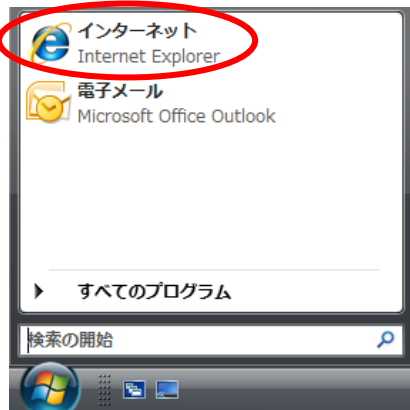 インターネット
Internet Explorer
電子メール
Microsoft Office Outlook
すべてのプログラム
検索の開始